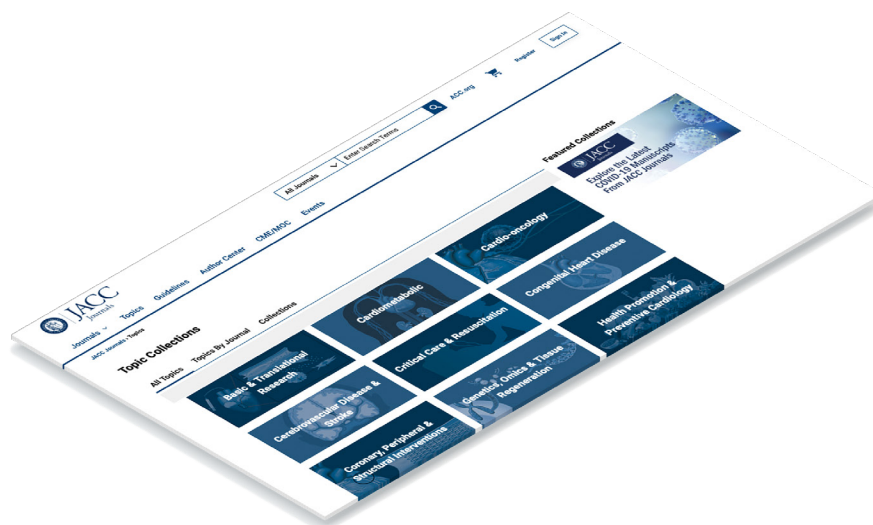 Sign In
Register
ACC.org
All Journals
Enter Search Terms
JACC
Journals
Journals
Topics
Guidelines
Author Center
CME/MOC
Events
JACC Journals › Topics
Topic Collections
All Topics
Topics By Journal
Collections
Featured Collections
JACC
Journals
Explore the Latest
COVID-19 Manuscripts
From JACC Journals
Basic & Translational
Research
Cardiometabolic
Cardio-oncology
Cerebrovascular Disease &
Stroke
Critical Care & Resuscitation
Congenital Heart Disease
Coronary, Peripheral &
Structural Interventions
Genetics, Omics & Tissue
Regeneration
Health Promotion &
Preventive Cardiology